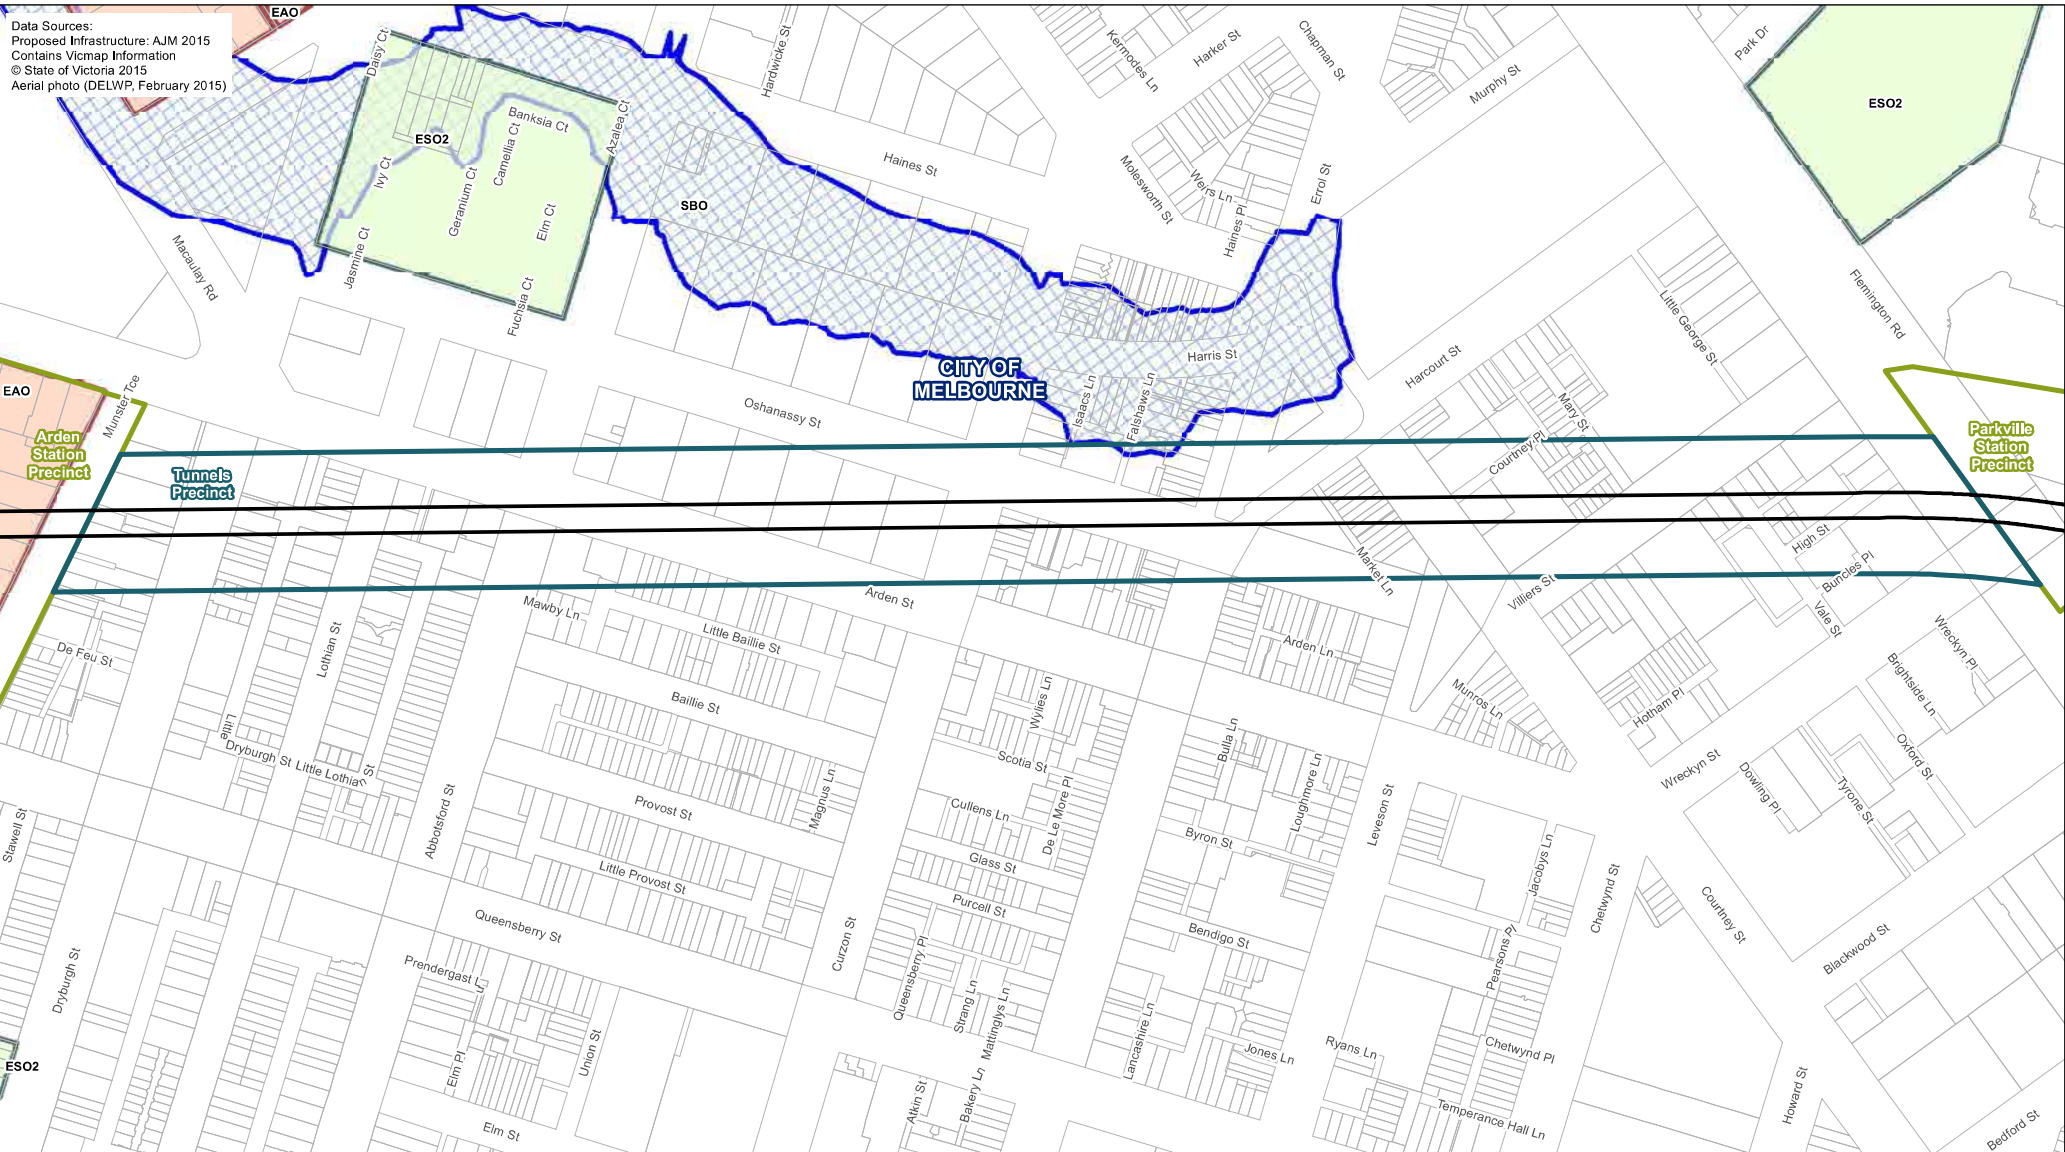 Data Sources:
Proposed Infrastructure: AJM 2015
Contains Vicmap Information
© State of Victoria 2015
Aerial photo (DELWP, February 2015)
EAO
Daisy Ct
Hardwicke St
Kermodes Ln
Harker St
Chapman St
Murphy St
Park Dr
ESO2
Banksia Ct
Azalea Ct
ESO2
Ivy Ct
Camellia Ct
Geranium Ct
Elm Ct
Haines St
SBO
Molesworth St
Weirs Ln
Errol St
Haines Pl
Macaulay Rd
Jasmine Ct
Fuchsia Ct
Flemington Rd
Little George St
Harris St
Harcourt St
CITY OF
MELBOURNE
EAO
Munster Tce
Oshanassy St
Isaacs Ln
Falshaws Ln
Mary St
Courtney Pl
Arden
Station
Precinct
Tunnels
Precinct
Parkville
Station
Precinct
Market Ln
High St
Buncles Pl
Villiers St
Vale St
Mawby Ln
Arden St
Little Baillie St
Arden Ln
De Feu St
Lothian St
Wreckyn Pl
Brightside Ln
Baillie St
Wylies Ln
Munros Ln
Hotham Pl
Little
Dryburgh St
Little Lothian St
Bulla Ln
Scotia St
Loughmore Ln
Wreckyn St
Oxford St
Dowling Pl
Tyrone St
Stawell St
Abbotsford St
Provost St
Magnus Ln
Cullens Ln
De Le More Pl
Byron St
Leveson St
Little Provost St
Glass St
Jacobys Ln
Chetwynd St
Purcell St
Courtney St
Queensberry St
Curzon St
Bendigo St
Blackwood St
Dryburgh St
Prendergast Ln
Queensberry Pl
Strang Ln
Mattinglys Ln
Pearsons Pl
Lancashire Ln
Union St
Elm Pl
Jones Ln
Ryans Ln
Chetwynd Pl
ESO2
Atkin St
Bakery Ln
Howard St
Temperance Hall Ln
Elm St
Bedford St